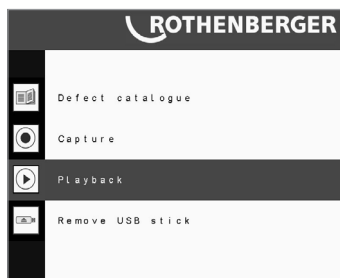 ROTHENBERGER
Defect catalogue
Capture
Playback
Remove USB stick